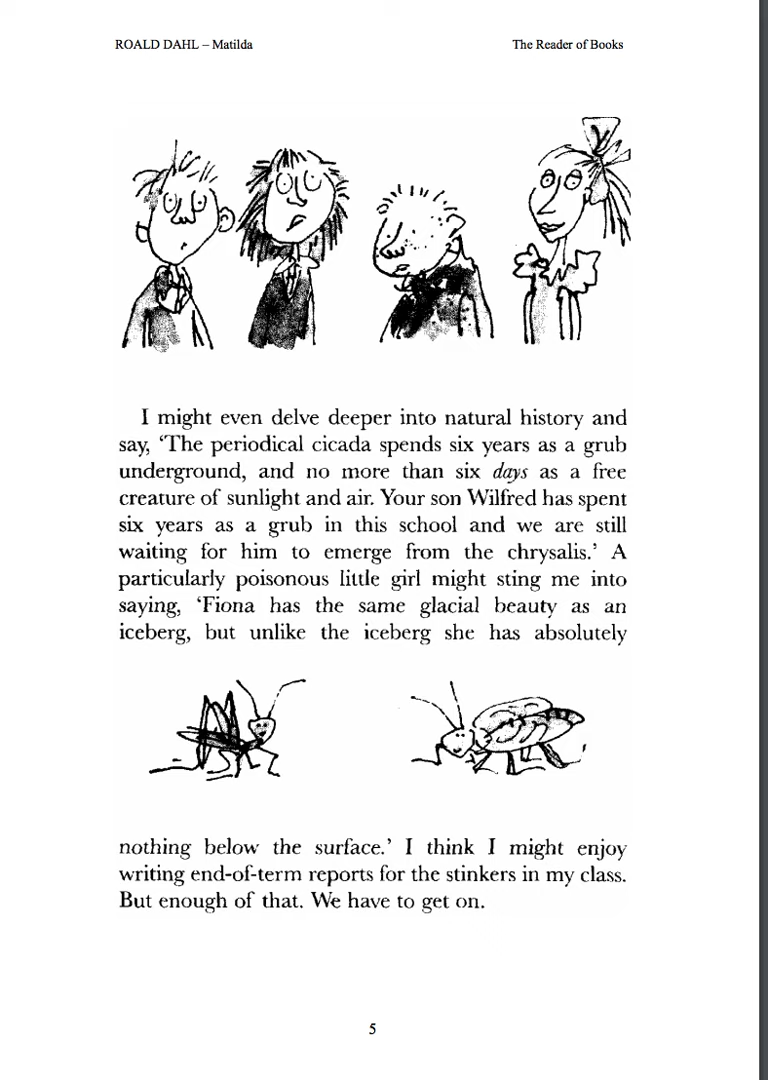 ROALD DAHL – Matilda
The Reader of Books
I might even delve deeper into natural history and
say, ‘The periodical cicada spends six years as a grub
underground, and no more than six days as a free
creature of sunlight and air. Your son Wilfred has spent
six years as a grub in this school and we are still
waiting for him to emerge from the chrysalis.’ A
particularly poisonous little girl might sting me into
saying, ‘Fiona has the same glacial beauty as an
iceberg, but unlike the iceberg she has absolutely
nothing below the surface.’ I think I might enjoy
writing end-of-term reports for the stinkers in my class.
But enough of that. We have to get on.
5